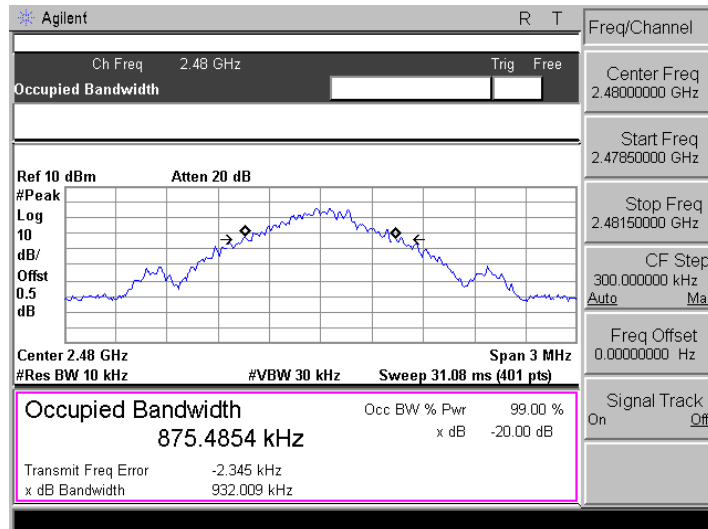 Agilent R T
Ch Freq 2.48 GHz Trig Free
Occupied Bandwidth
Ref 10 dBm Atten 20 dB
#Peak
Log
10
dB/
Offst
0.5
dB
Center 2.48 GHz Span 3 MHz
#Res BW 10 kHz #VBW 30 kHz Sweep 31.08 ms (401 pts)
Occupied Bandwidth
875.4854 kHz
Occ BW % Pwr 99.00 %
x dB -20.00 dB
Transmit Freq Error -2.345 kHz
x dB Bandwidth 932.009 kHz
Freq/Channel
Center Freq
2.48000000 GHz
Start Freq
2.47850000 GHz
Stop Freq
2.48150000 GHz
CF Step
300.000000 kHz
Auto Ma
Freq Offset
0.00000000 Hz
Signal Track
On Off